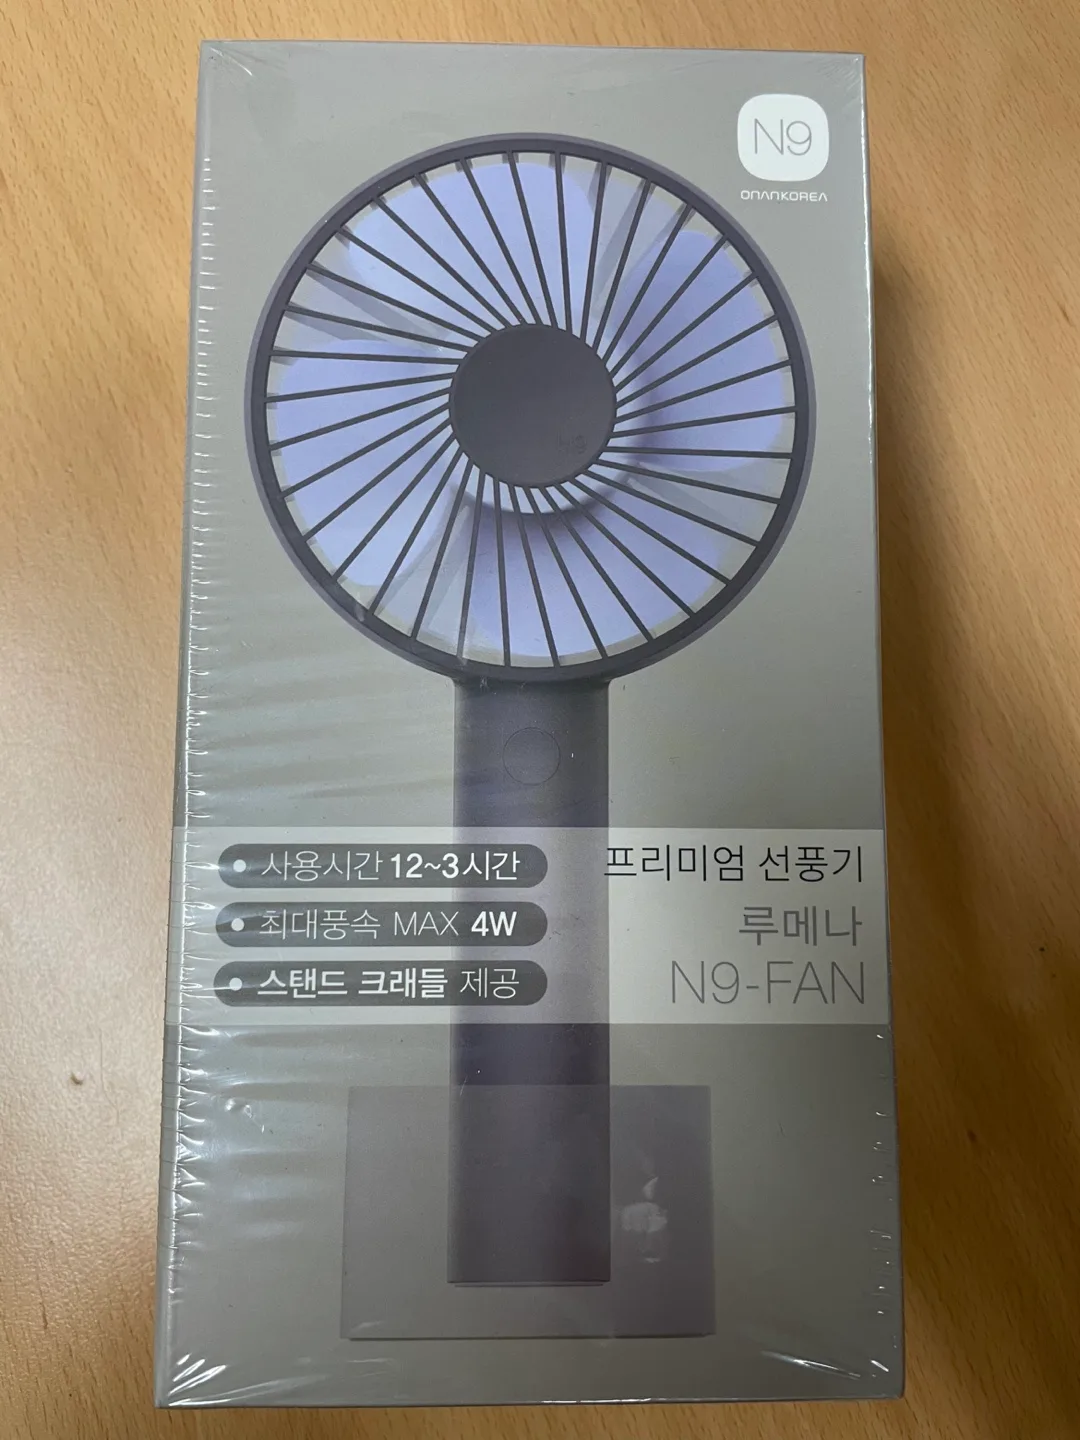 N9
ONANKOREA
사용시간 12~3시간
최대풍속 MAX 4W
스탠드 크래들 제공
프리미엄 선풍기
루메나
N9-FAN